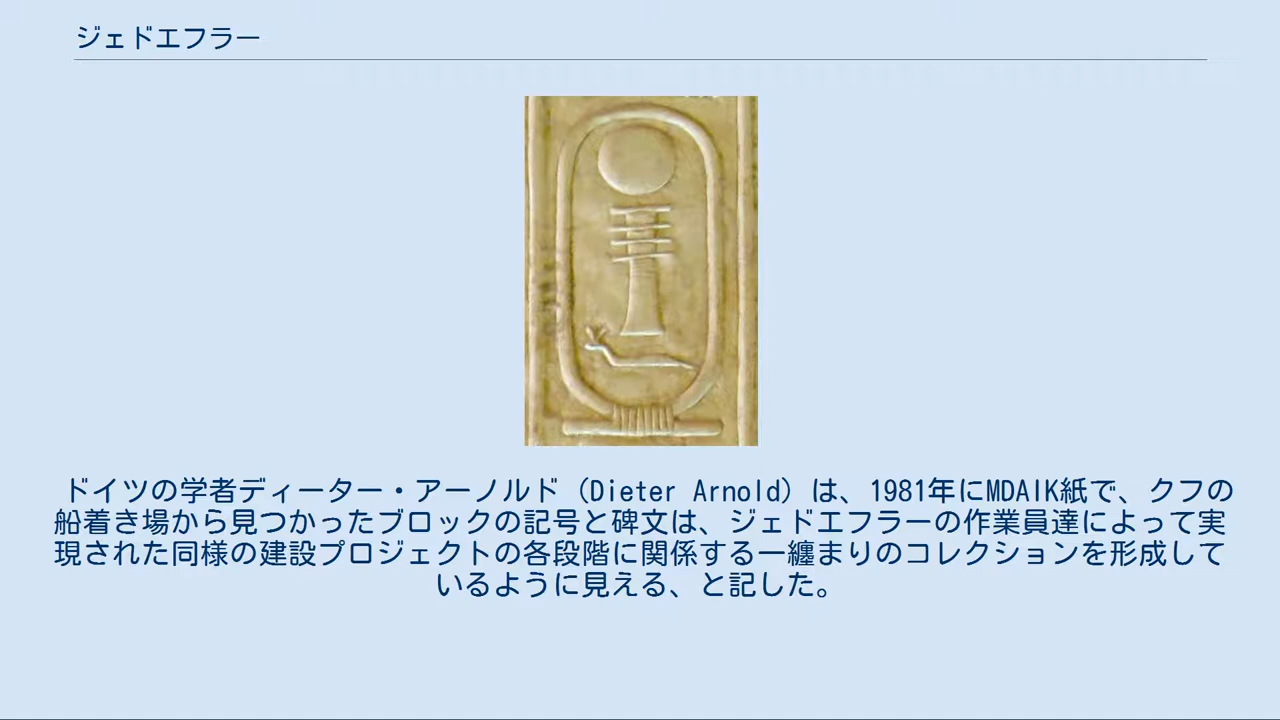 ジェドエフラー
ドイツの学者ディーター・アーノルド（Dieter Arnold）は、1981年にMDAIK紙で、クフの
船着き場から見つかったブロックの記号と碑文は、ジェドエフラーの作業員達によって実
現された同様の建設プロジェクトの各段階に関係する一纏まりのコレクションを形成して
いるように見える、と記した。